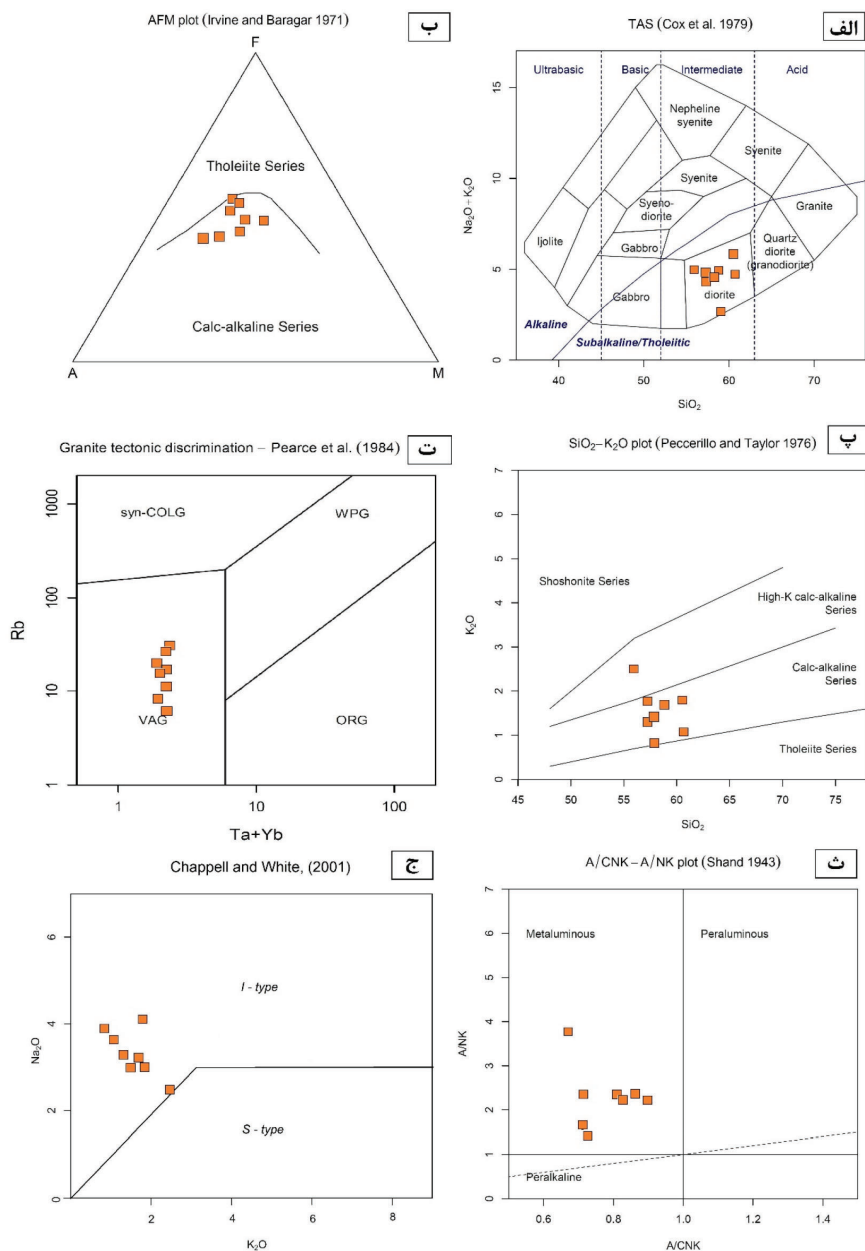 الف
TAS (Cox et al. 1979)
Ultrabasic
Basic
Intermediate
Acid
Nepheline
syenite
Syenite
Syenite
Syeno-
diorite
Granite
Ijolite
Gabbro
Quartz
diorite
(granodiorite)
Gabbro
diorite
Alkaline
Subalkaline/Tholeiitic
Na₂O + K₂O
0
5
10
15
40
50
60
70
SiO₂
ب
AFM plot (Irvine and Baragar 1971)
F
Tholeiite Series
Calc-alkaline Series
A
M
پ
SiO₂–K₂O plot (Peccerillo and Taylor 1976)
Shoshonite Series
High-K calc-alkaline
Series
Calc-alkaline
Series
Tholeiite Series
K₂O
0
1
2
3
4
5
6
7
45
50
55
60
65
70
75
SiO₂
ت
Granite tectonic discrimination – Pearce et al. (1984)
syn-COLG
WPG
VAG
ORG
Rb
1
10
100
1000
1
10
100
Ta+Yb
ث
A/CNK–A/NK plot (Shand 1943)
Metaluminous
Peraluminous
Peralkaline
A/NK
0
1
2
3
4
5
6
7
0.6
0.8
1.0
1.2
1.4
A/CNK
ج
Chappell and White, (2001)
I - type
S - type
Na₂O
0
2
4
6
2
4
6
8
K₂O